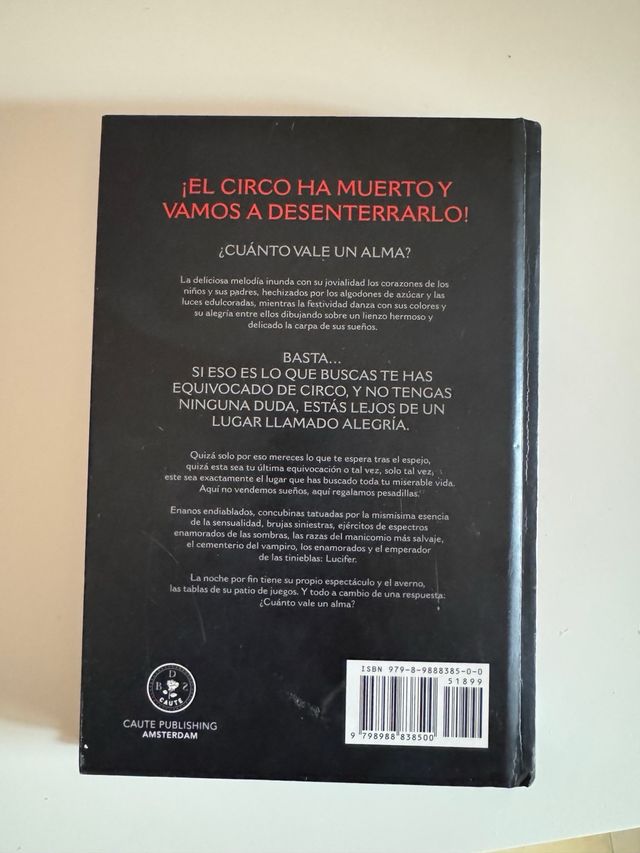 ¡EL CIRCO HA MUERTO Y
VAMOS A DESENTERRARLO!
¿CUÁNTO VALE UN ALMA?
La deliciosa melodía inunda con su jovialidad los corazones de los
niños y sus padres, hechizados por los algodones de azúcar y las
luces edulcoradas, mientras la festividad danza con sus colores y
su alegría entre ellos dibujando sobre un lienzo hermoso y
delicado la carpa de sus sueños.
BASTA...
SI ESO ES LO QUE BUSCAS TE HAS
EQUIVOCADO DE CIRCO, Y NO TENGAS
NINGUNA DUDA, ESTÁS LEJOS DE UN
LUGAR LLAMADO ALEGRÍA.
Quizá solo por eso mereces lo que te espera tras el espejo,
quizá esta sea tu última equivocación o tal vez, solo tal vez,
este sea exactamente el lugar que has buscado toda tu miserable vida.
Aquí no vendemos sueños, aquí regalamos pesadillas.
Enanos endiablados, concubinas tatuadas por la mismísima esencia
de la sensualidad, brujas siniestras, ejércitos de espectros
enamorados de las sombras, las razas del manicomio más salvaje,
el cementerio del vampiro, los enamorados y el emperador
de las tinieblas: Lucifer.
La noche por fin tiene su propio espectáculo y el averno,
las tablas de su patio de juegos. Y todo a cambio de una respuesta:
¿Cuánto vale un alma?
B D S
CAUTE
CAUTE PUBLISHING
AMSTERDAM
ISBN 979-8-9888385-0-0
51899
9 798988 838500